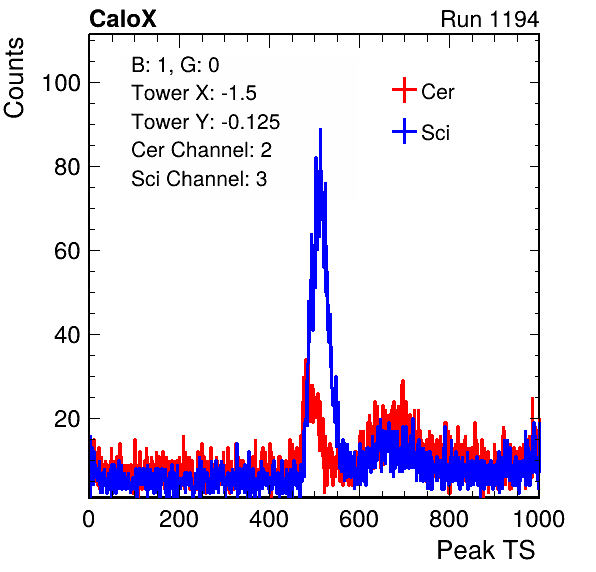 CaloX Run 1194
Counts
B: 1, G: 0
Tower X: -1.5
Tower Y: -0.125
Cer Channel: 2
Sci Channel: 3
Cer
Sci
100
80
60
40
20
0 200 400 600 800 1000
Peak TS